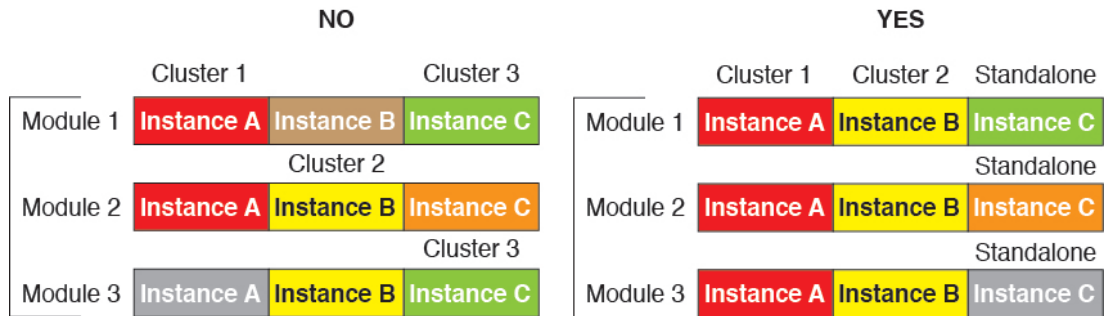 NO
Cluster 1 Cluster 3
Module 1 Instance A Instance B Instance C
Cluster 2
Module 2 Instance A Instance B Instance C
Cluster 3
Module 3 Instance A Instance B Instance C
YES
Cluster 1 Cluster 2 Standalone
Module 1 Instance A Instance B Instance C
Standalone
Module 2 Instance A Instance B Instance C
Standalone
Module 3 Instance A Instance B Instance C